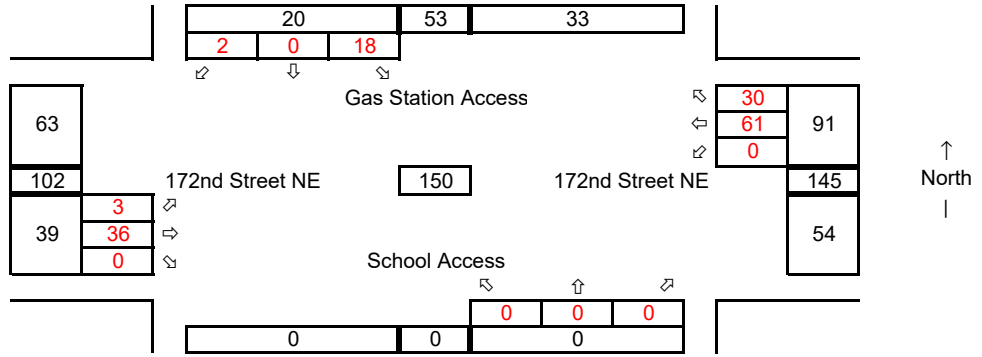 20 53 33
2 0 18
⬃ ⇩ ⬂
Gas Station Access
63
⬁ 30
⇦ 61 91
⬃ 0
↑
North
|
102 172nd Street NE 150 172nd Street NE 145
39
3 ⬀
36 ⇨
0 ⬂
54
School Access
⬁ ⇧ ⬀
0 0 0
0 0 0